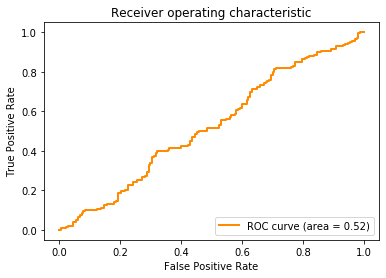 Receiver operating characteristic
True Positive Rate
1.0
0.8
0.6
0.4
0.2
0.0
ROC curve (area = 0.52)
0.0 0.2 0.4 0.6 0.8 1.0
False Positive Rate